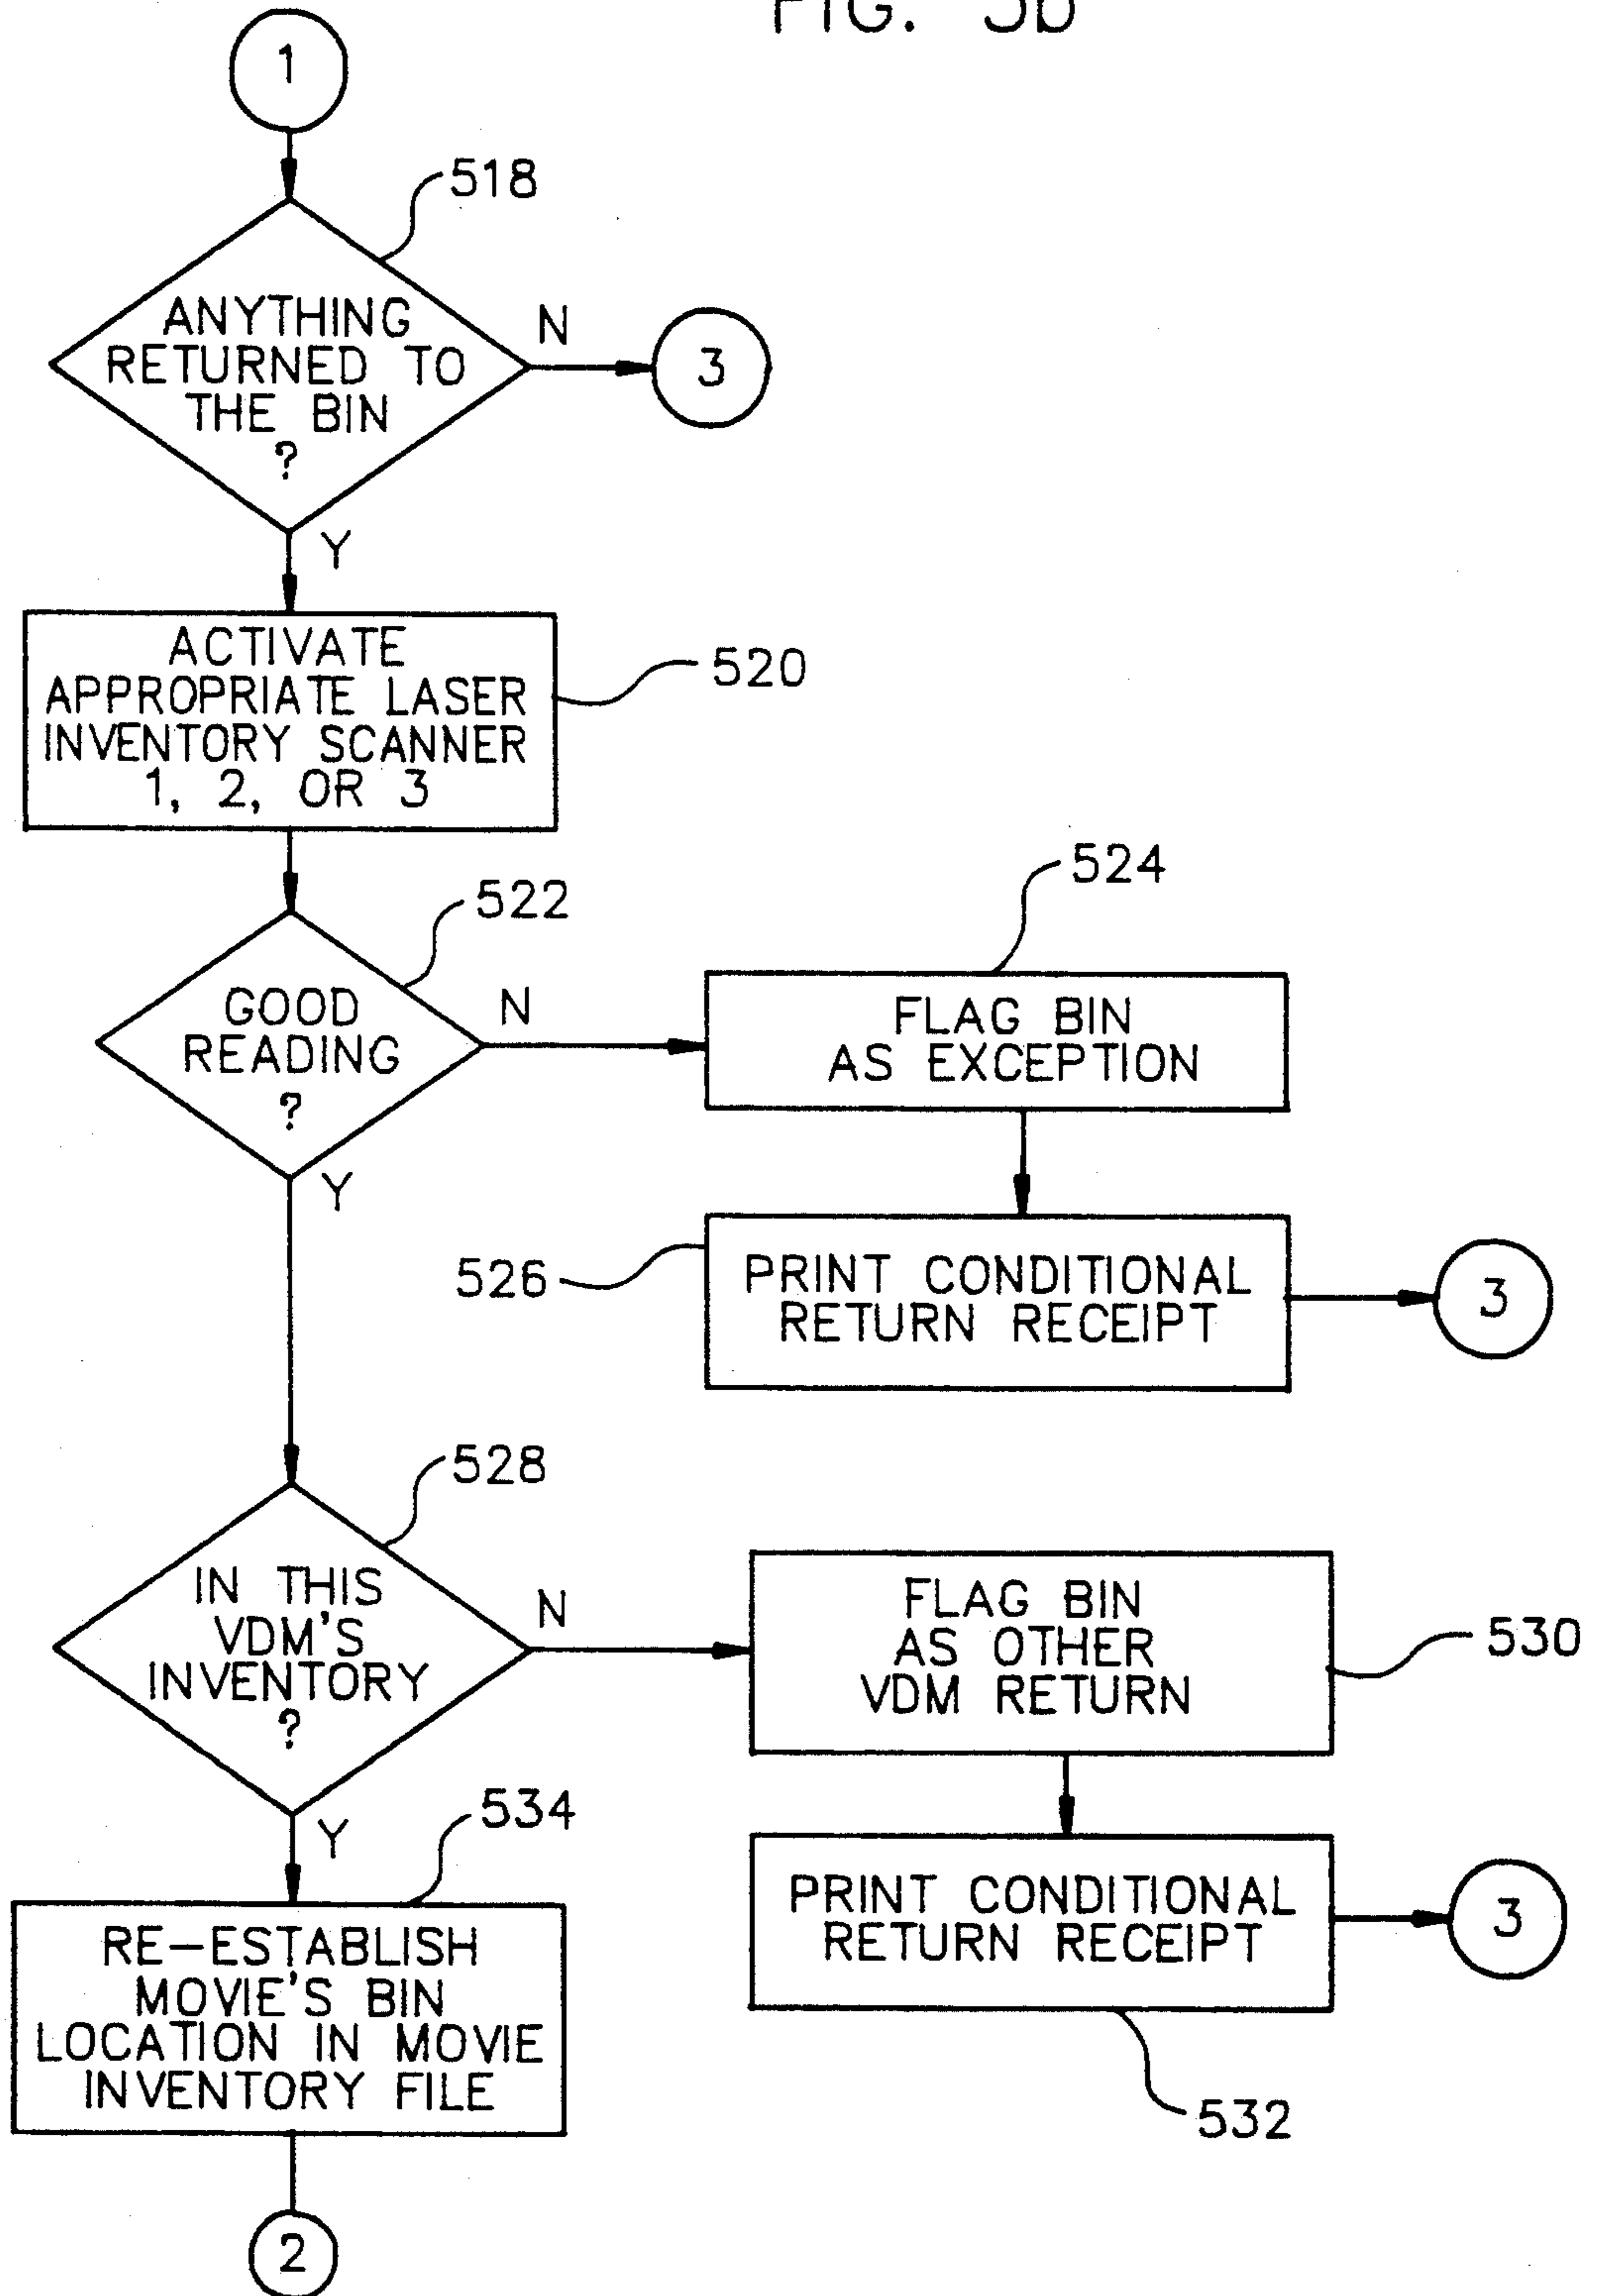 FIG. 5b
1
518
ANYTHING
RETURNED TO
THE BIN
?
N
3
Y
ACTIVATE
APPROPRIATE LASER
INVENTORY SCANNER
1, 2, OR 3
520
522
GOOD
READING
?
N
524
FLAG BIN
AS EXCEPTION
Y
526
PRINT CONDITIONAL
RETURN RECEIPT
3
528
IN THIS
VDM'S
INVENTORY
?
N
FLAG BIN
AS OTHER
VDM RETURN
530
Y
534
PRINT CONDITIONAL
RETURN RECEIPT
3
532
RE-ESTABLISH
MOVIE'S BIN
LOCATION IN MOVIE
INVENTORY FILE
2